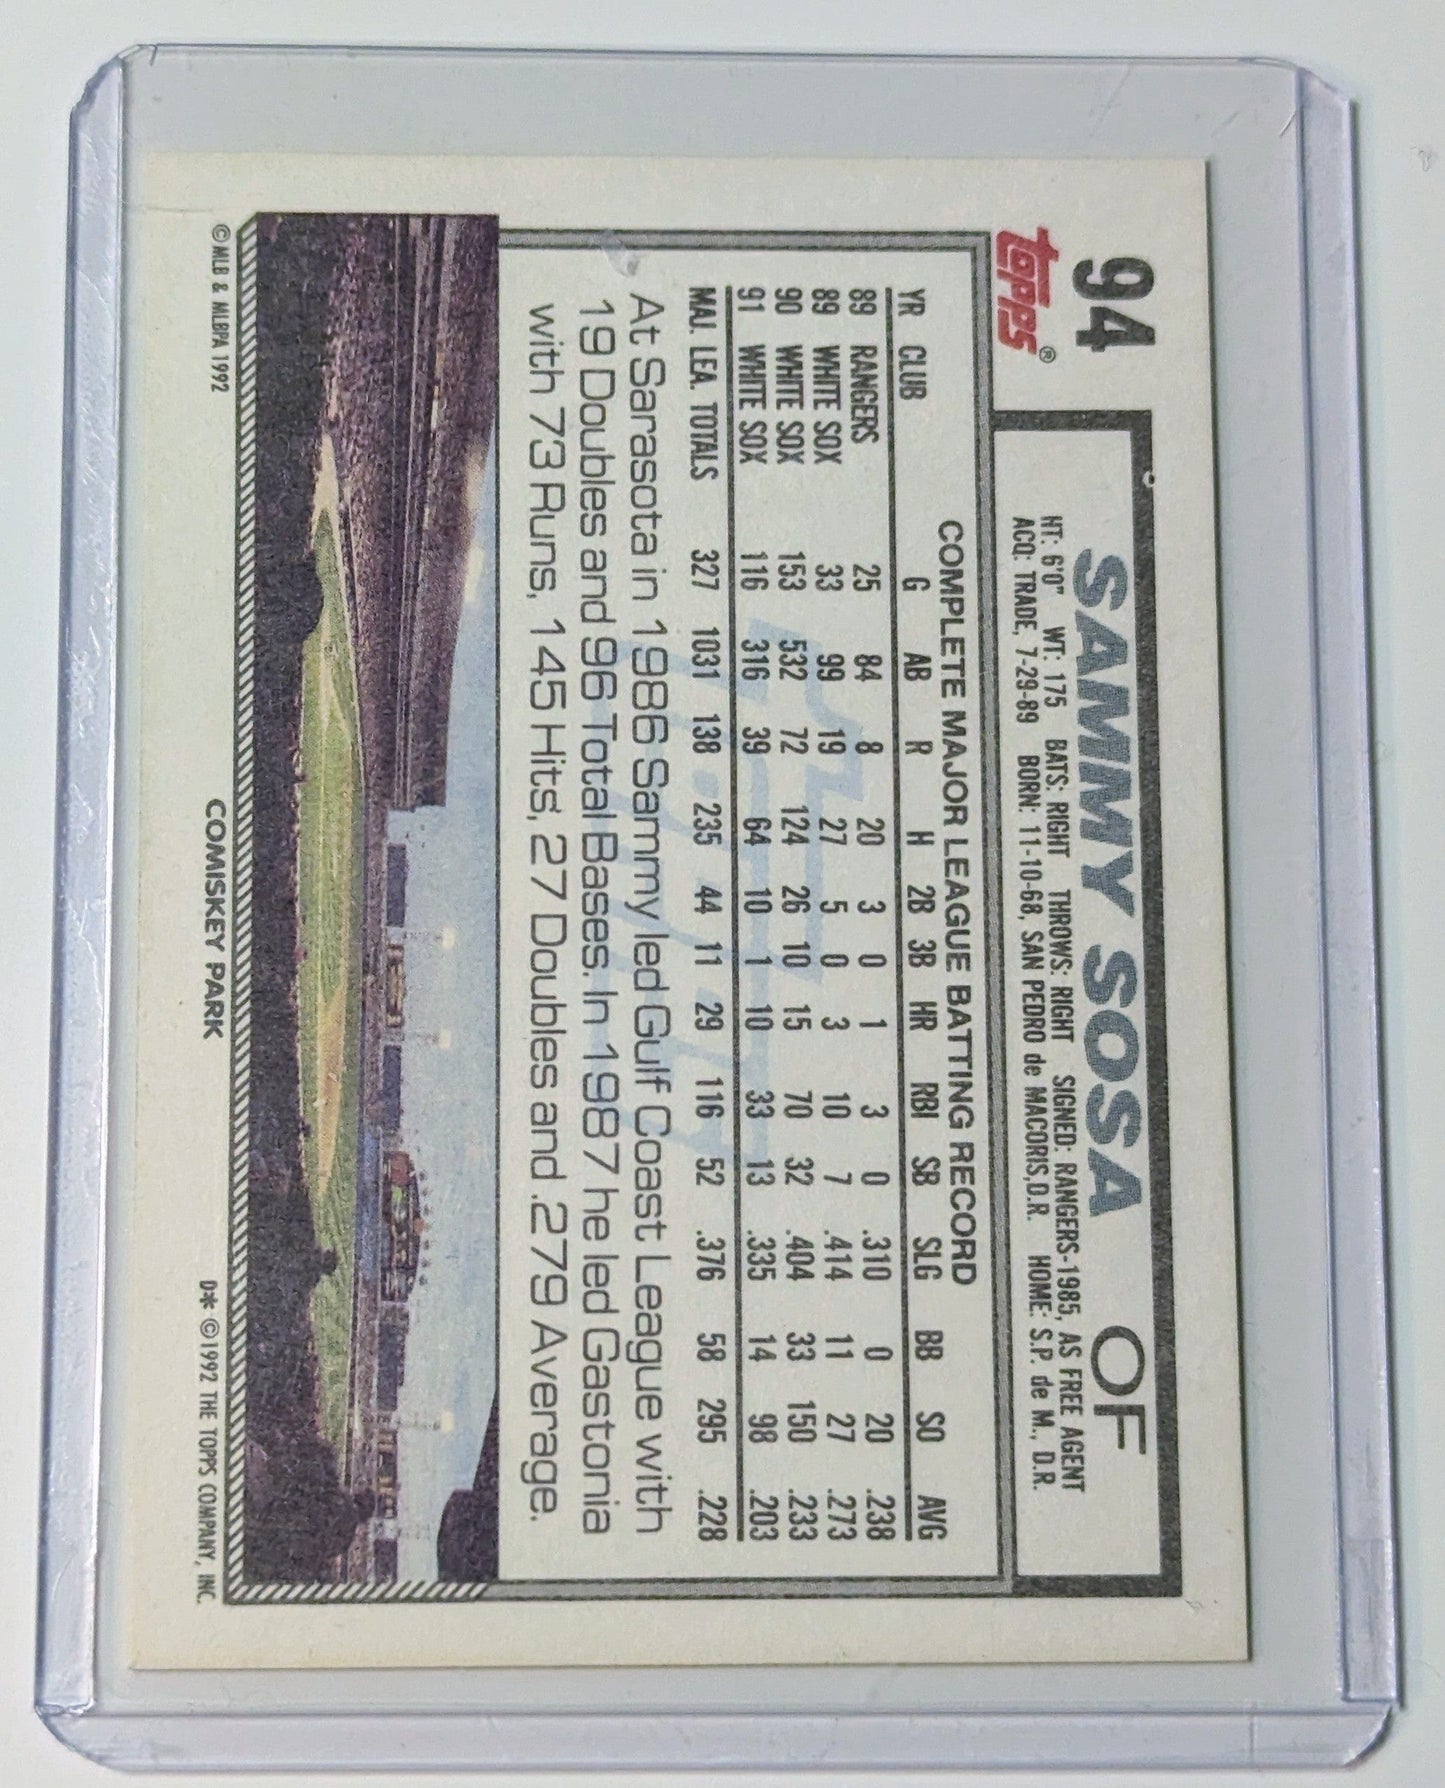 94
topps®
SAMMY SOSA OF
HT: 6'0" WT: 175 BATS: RIGHT THROWS: RIGHT SIGNED: RANGERS-1985, AS FREE AGENT
ACQ: TRADE, 7-29-89 BORN: 11-10-68, SAN PEDRO de MACORIS, D.R. HOME: S.P. de M., D.R.
COMPLETE MAJOR LEAGUE BATTING RECORD
YR CLUB G AB R H 2B 3B HR RBI SB SLG BB SO AVG
89 RANGERS 25 84 8 20 3 0 1 3 0 .310 0 20 .238
89 WHITE SOX 33 99 19 27 5 0 3 10 7 .414 11 27 .273
90 WHITE SOX 153 532 72 124 26 10 15 70 32 .404 33 150 .233
91 WHITE SOX 116 316 39 64 10 1 10 33 13 .335 14 98 .203
MAJ. LEA. TOTALS 327 1031 138 235 44 11 29 116 52 .376 58 295 .228
At Sarasota in 1986 Sammy led Gulf Coast League with
19 Doubles and 96 Total Bases. In 1987 he led Gastonia
with 73 Runs, 145 Hits, 27 Doubles and .279 Average.
©MLB & MLBPA 1992
COMISKEY PARK
D* ©1992 THE TOPPS COMPANY, INC.